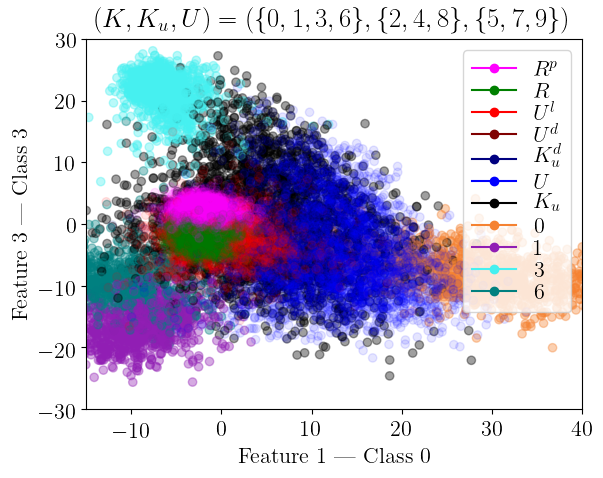 (K, K_u, U) = ({0, 1, 3, 6}, {2, 4, 8}, {5, 7, 9})
30
20
10
0
−10
−20
−30
Feature 3 — Class 3
R^p
R
U^l
U^d
K_u^d
U
K_u
0
1
3
6
−10
0
10
20
30
40
Feature 1 — Class 0